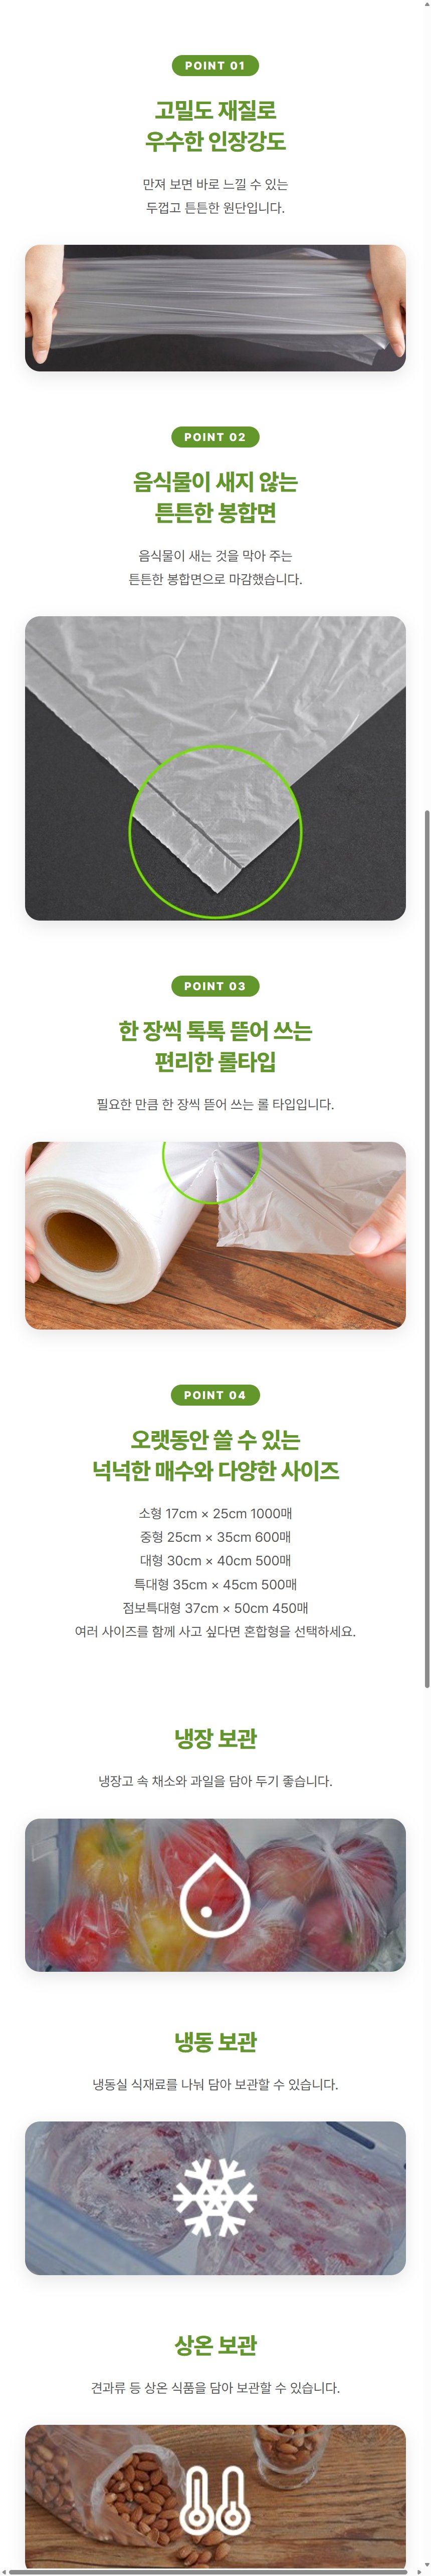 POINT 01
고밀도 재질로
우수한 인장강도
만져 보면 바로 느낄 수 있는
두껍고 튼튼한 원단입니다.
POINT 02
음식물이 새지 않는
튼튼한 봉합면
음식물이 새는 것을 막아 주는
튼튼한 봉합면으로 마감했습니다.
POINT 03
한 장씩 톡톡 뜯어 쓰는
편리한 롤타입
필요한 만큼 한 장씩 뜯어 쓰는 롤 타입입니다.
POINT 04
오랫동안 쓸 수 있는
넉넉한 매수와 다양한 사이즈
소형 17cm × 25cm 1000매
중형 25cm × 35cm 600매
대형 30cm × 40cm 500매
특대형 35cm × 45cm 500매
점보특대형 37cm × 50cm 450매
여러 사이즈를 함께 사고 싶다면 혼합형을 선택하세요.
냉장 보관
냉장고 속 채소와 과일을 담아 두기 좋습니다.
냉동 보관
냉동실 식재료를 나눠 담아 보관할 수 있습니다.
상온 보관
견과류 등 상온 식품을 담아 보관할 수 있습니다.